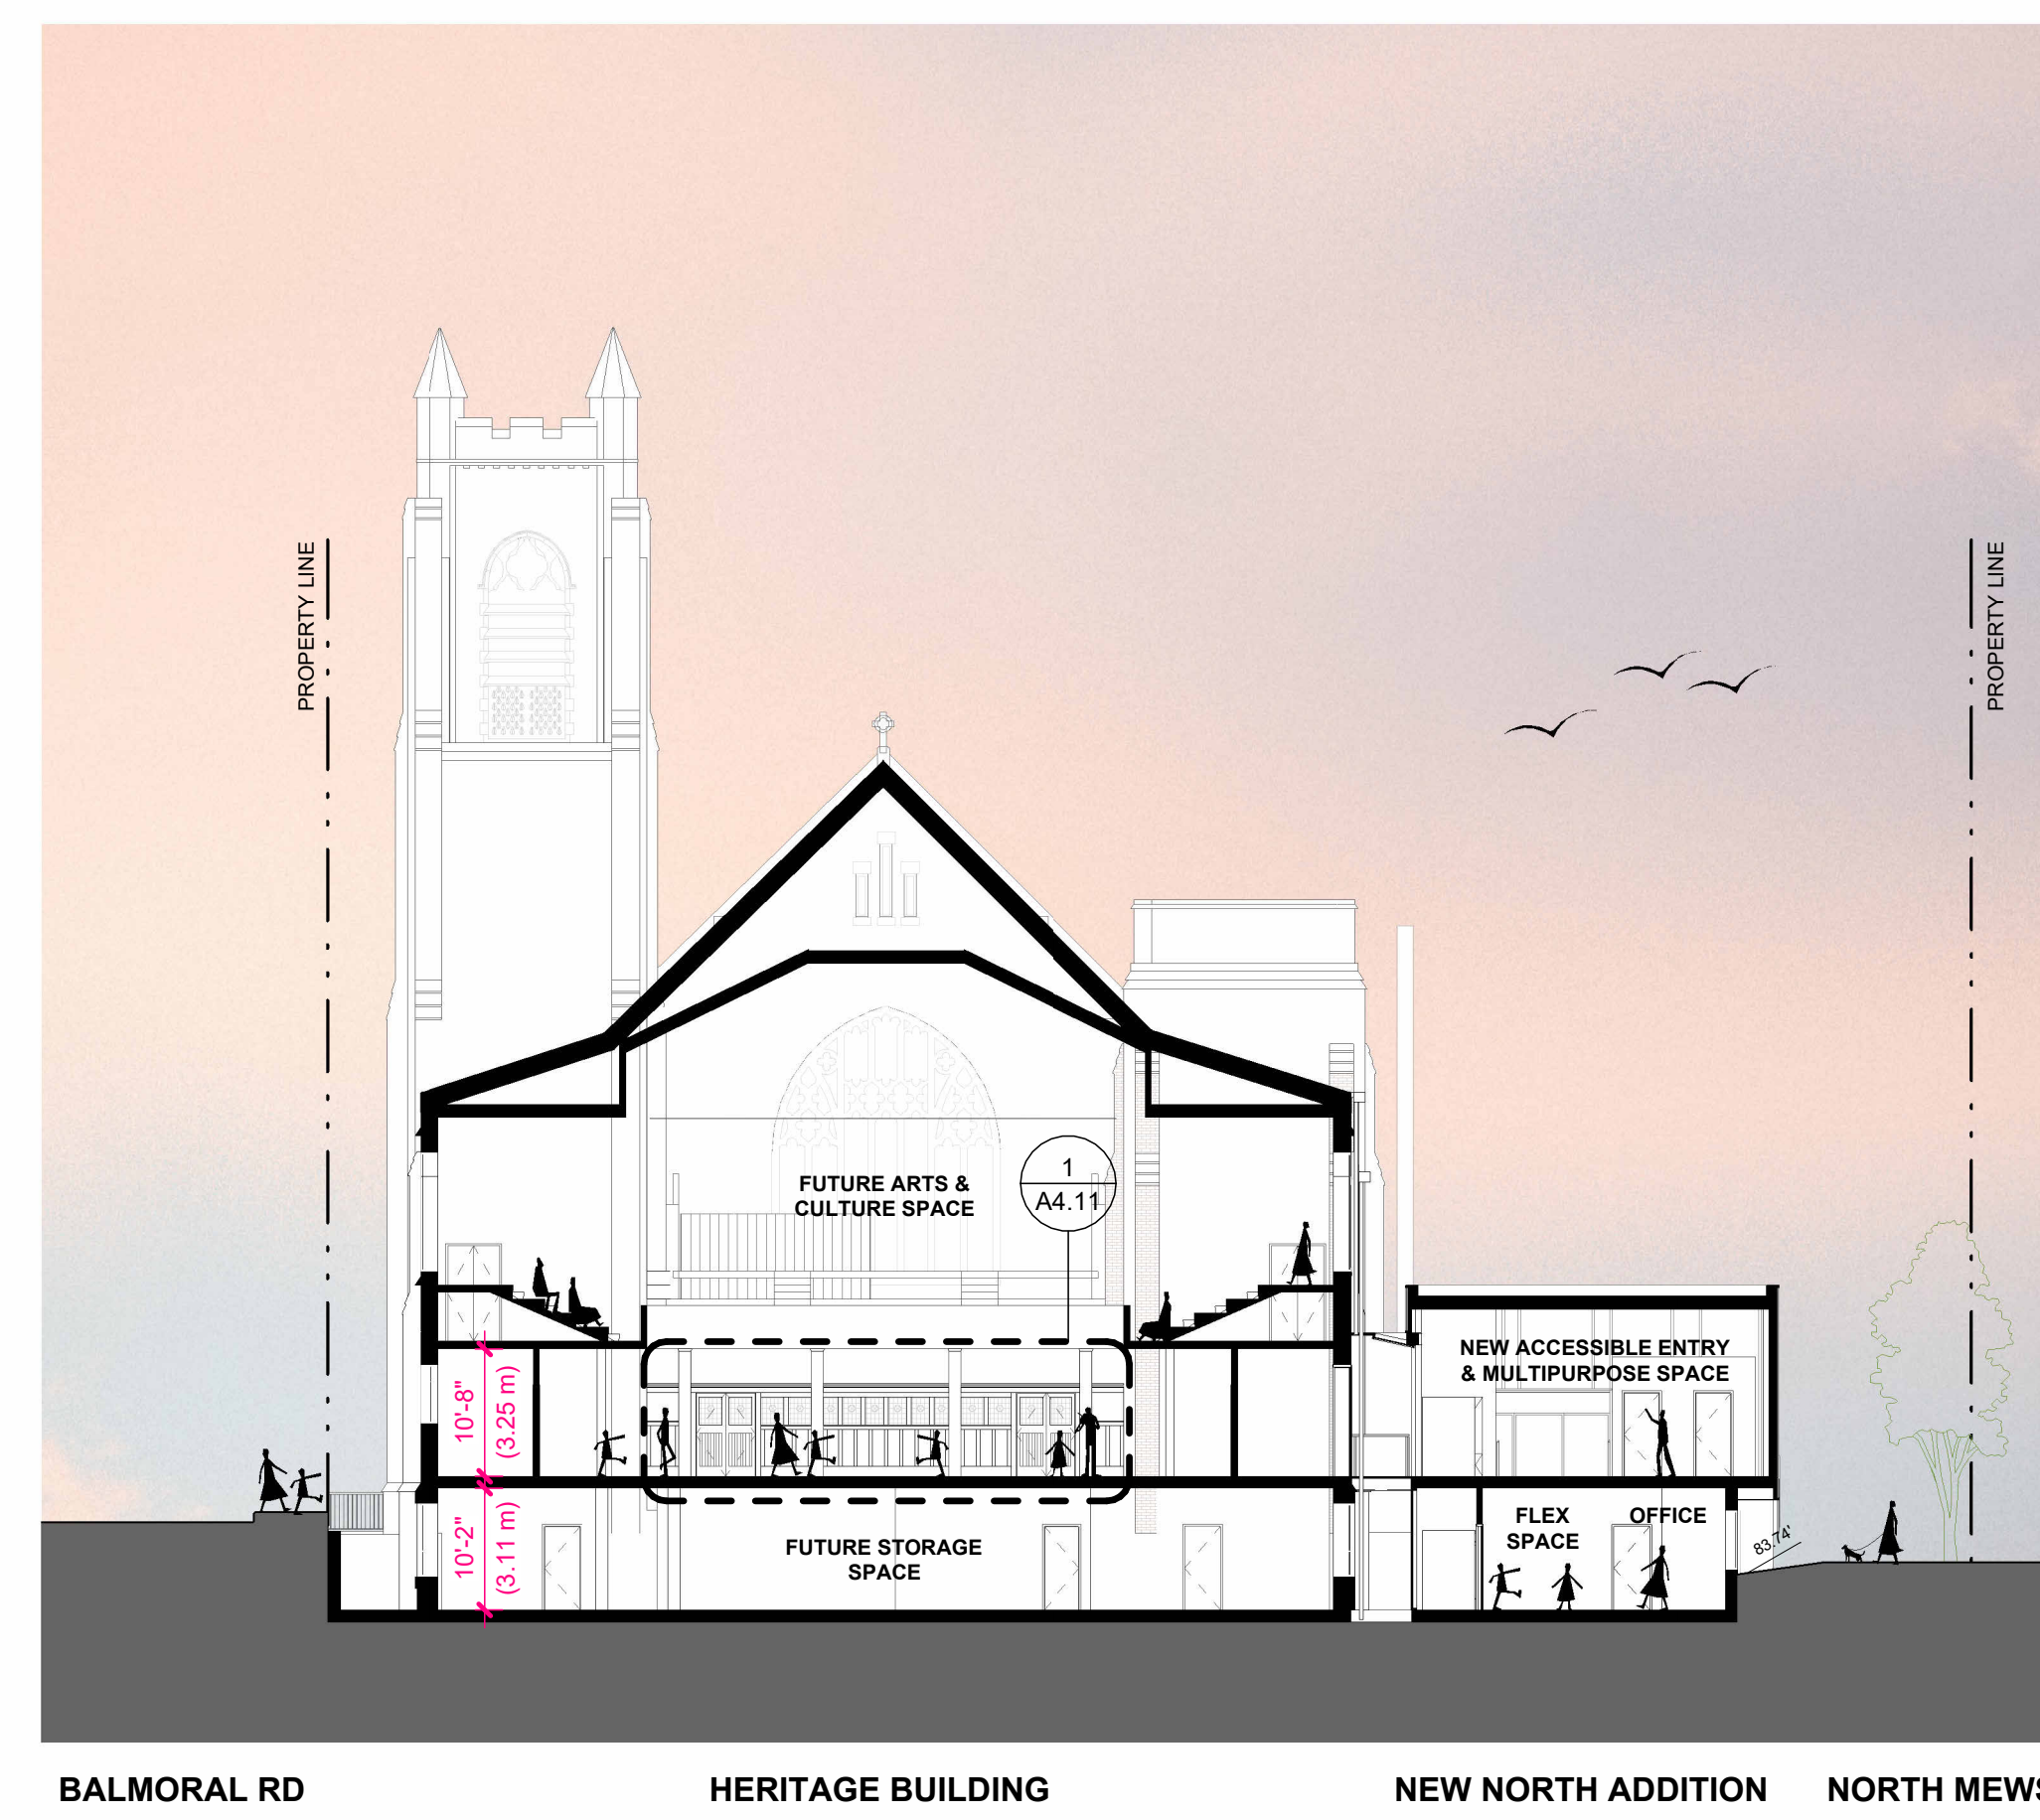 PROPERTY LINE
PROPERTY LINE
FUTURE ARTS &
CULTURE SPACE
1
A4.11
NEW ACCESSIBLE ENTRY
& MULTIPURPOSE SPACE
10'-8"
(3.25 m)
10'-2"
(3.11 m)
FUTURE STORAGE
SPACE
FLEX
SPACE
OFFICE
83.74'
BALMORAL RD
HERITAGE BUILDING
NEW NORTH ADDITION
NORTH MEWS